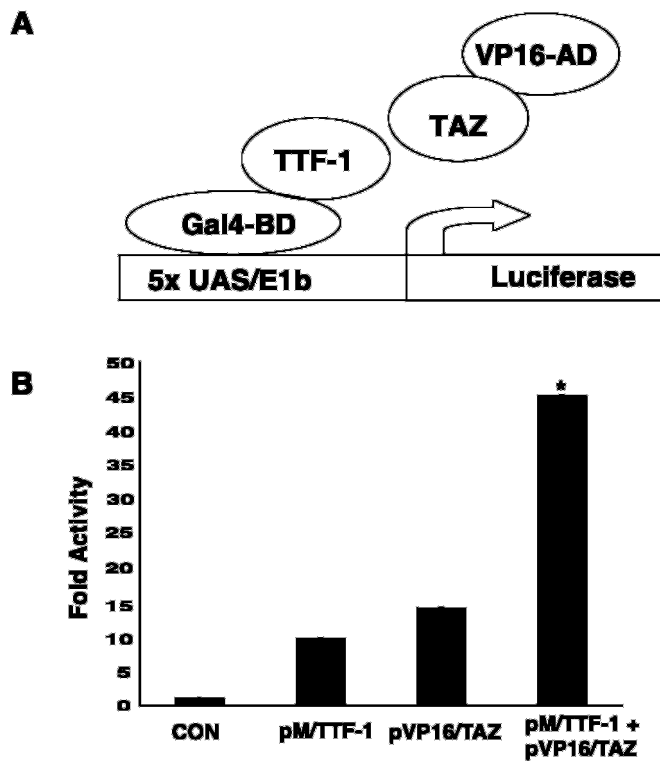 A
VP16-AD
TAZ
TTF-1
Gal4-BD
5x UAS/E1b
Luciferase
B
Fold Activity
50
45
40
35
30
25
20
15
10
5
0
*
CON
pM/TTF-1
pVP16/TAZ
pM/TTF-1 +
pVP16/TAZ